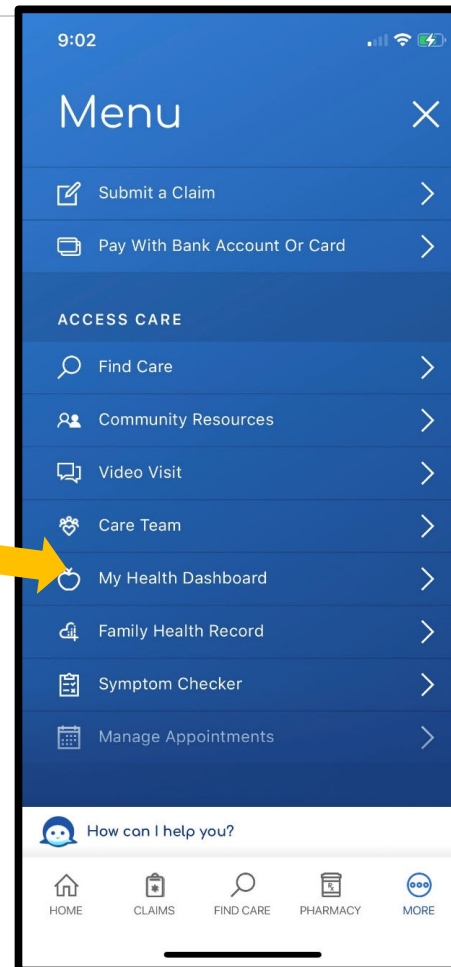 9:02
Menu
Submit a Claim
Pay With Bank Account Or Card
ACCESS CARE
Find Care
Community Resources
Video Visit
Care Team
My Health Dashboard
Family Health Record
Symptom Checker
Manage Appointments
How can I help you?
HOME CLAIMS FIND CARE PHARMACY MORE